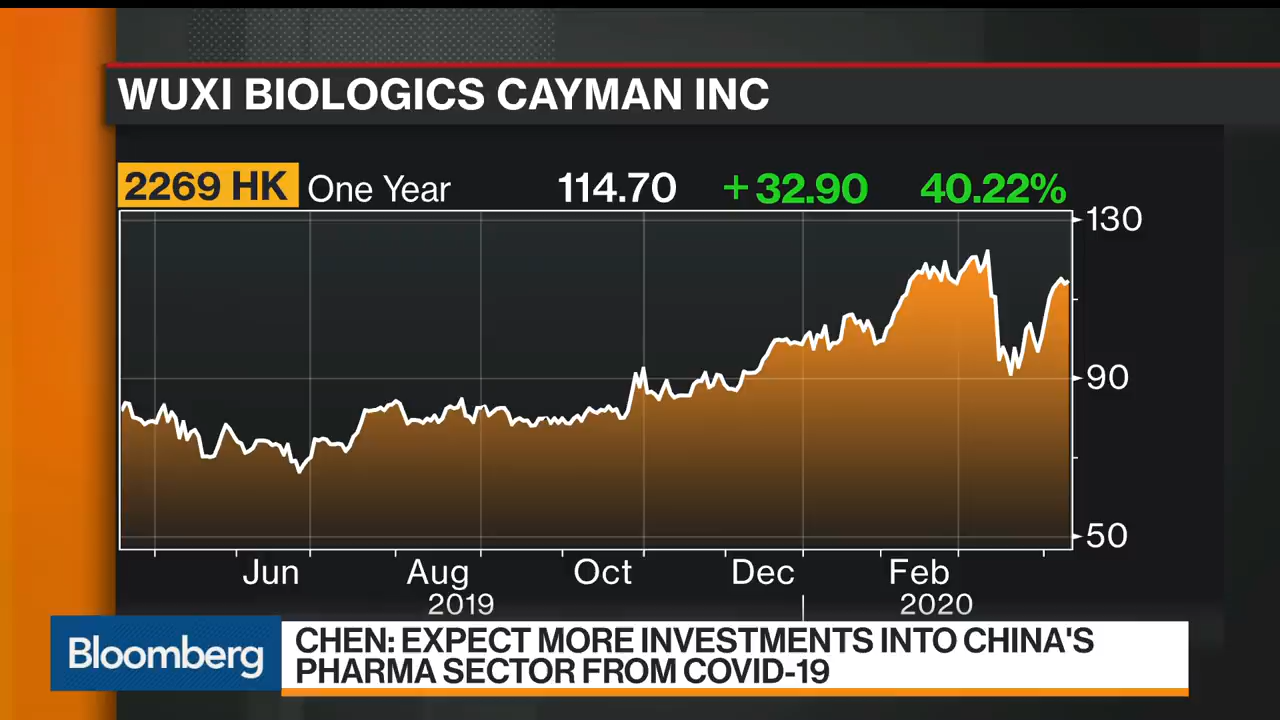 WUXI BIOLOGICS CAYMAN INC
2269 HK One Year 114.70 +32.90 40.22%
130
90
50
Jun Aug Oct Dec Feb
2019 2020
Bloomberg
CHEN: EXPECT MORE INVESTMENTS INTO CHINA'S
PHARMA SECTOR FROM COVID-19